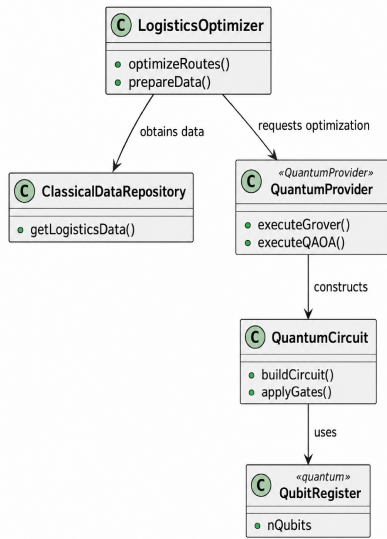 C LogisticsOptimizer
optimizeRoutes()
prepareData()
obtains data
requests optimization
C ClassicalDataRepository
getLogisticsData()
«QuantumProvider»
C QuantumProvider
executeGrover()
executeQAOA()
constructs
C QuantumCircuit
buildCircuit()
applyGates()
uses
«quantum»
C QubitRegister
nQubits